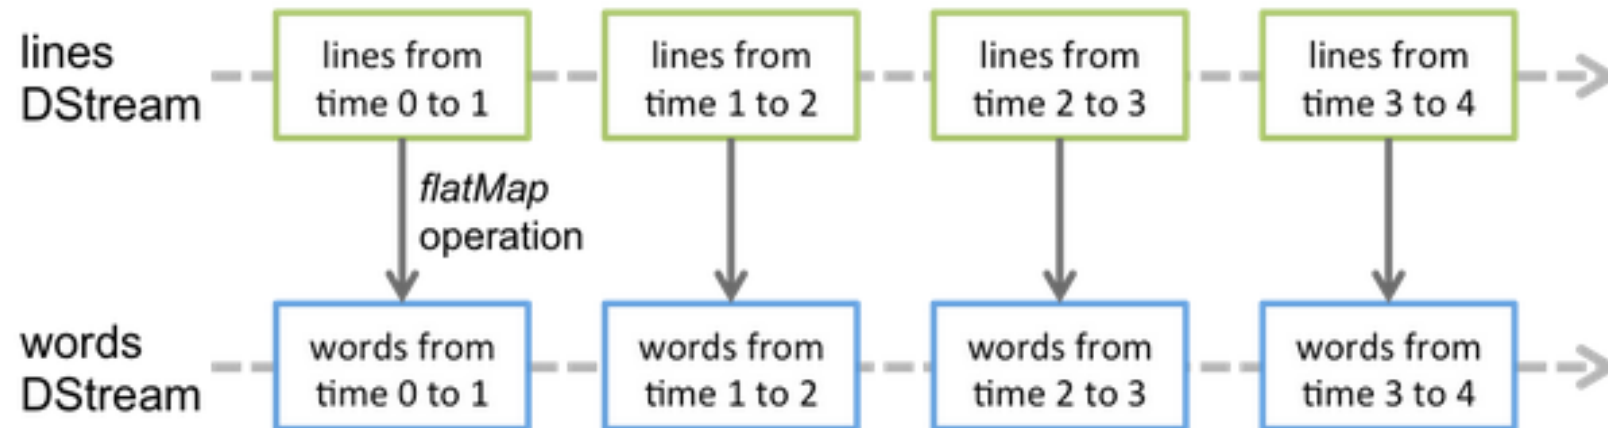 lines
DStream
lines from
time 0 to 1
lines from
time 1 to 2
lines from
time 2 to 3
lines from
time 3 to 4
flatMap
operation
words
DStream
words from
time 0 to 1
words from
time 1 to 2
words from
time 2 to 3
words from
time 3 to 4